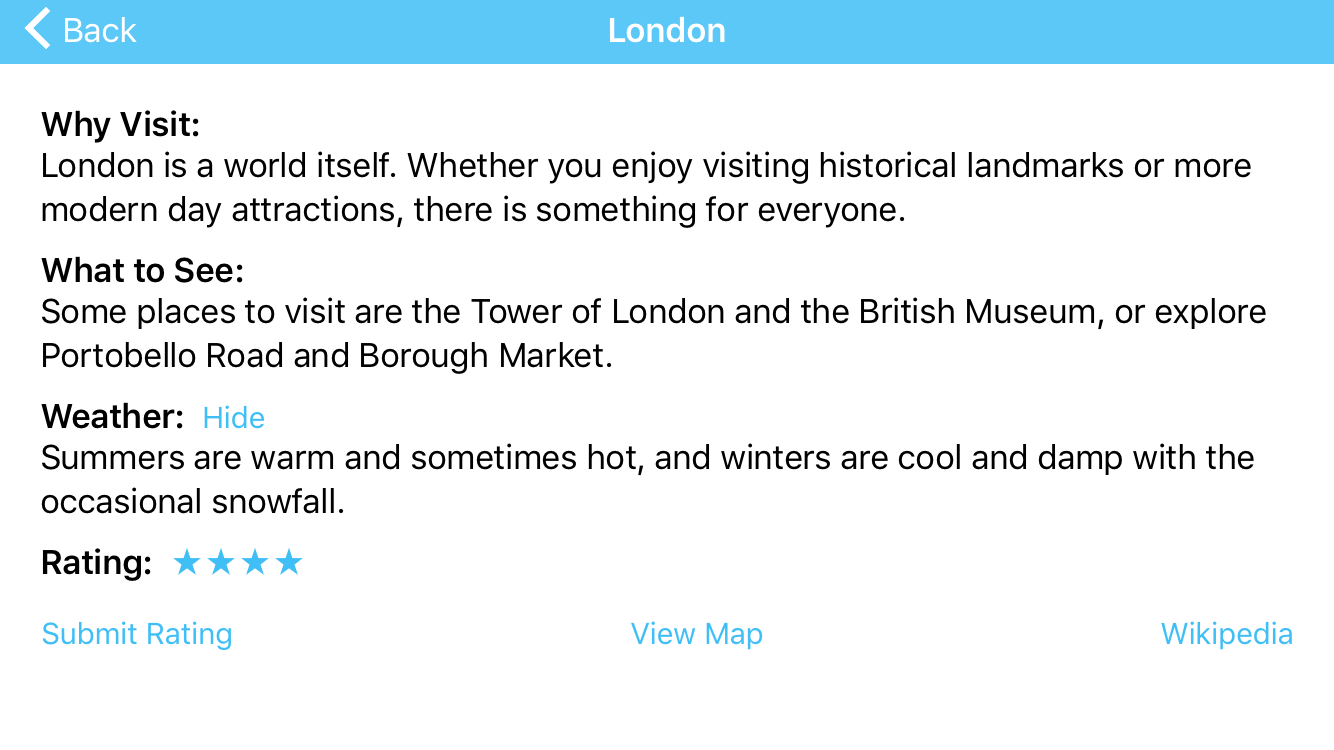 Back
London
Why Visit:
London is a world itself. Whether you enjoy visiting historical landmarks or more
modern day attractions, there is something for everyone.
What to See:
Some places to visit are the Tower of London and the British Museum, or explore
Portobello Road and Borough Market.
Weather: Hide
Summers are warm and sometimes hot, and winters are cool and damp with the
occasional snowfall.
Rating: ★★★★
Submit Rating
View Map
Wikipedia